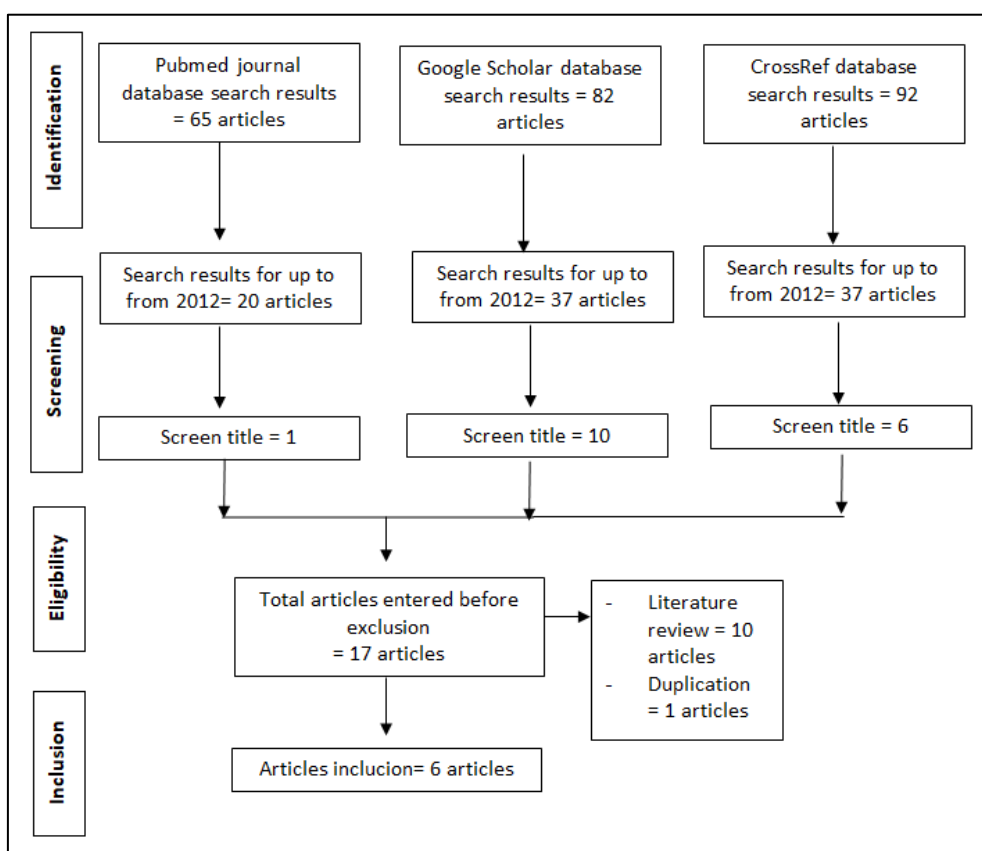 Identification
Pubmed journal
database search results
= 65 articles
Google Scholar database
search results = 82
articles
CrossRef database
search results = 92
articles
Screening
Search results for up to
from 2012= 20 articles
Search results for up to
from 2012= 37 articles
Search results for up to
from 2012= 37 articles
Screen title = 1
Screen title = 10
Screen title = 6
Eligibility
Total articles entered before
exclusion
= 17 articles
- Literature
review = 10
articles
- Duplication
= 1 articles
Inclusion
Articles inclucion= 6 articles